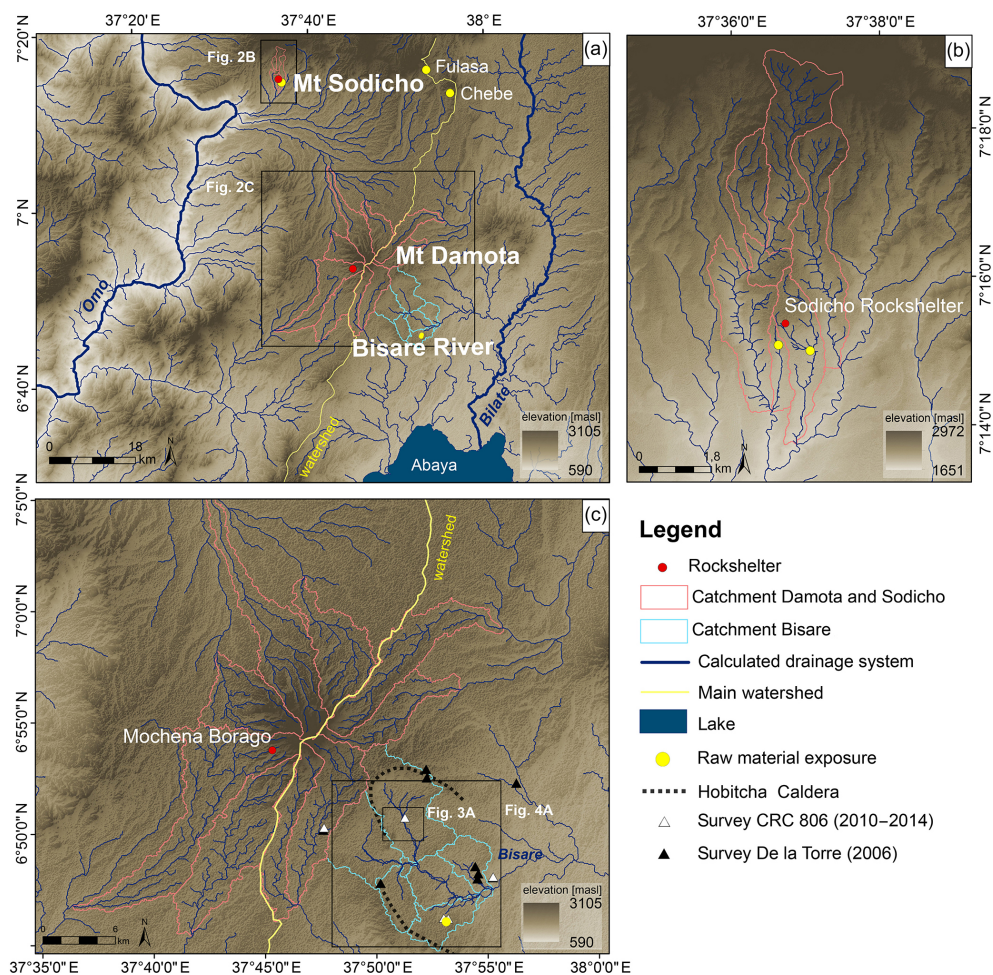 37°20'E
37°40'E
38°E
37°36'0"E
37°38'0"E
7°20'N
7°N
6°40'N
(a)
Fig. 2B
Mt Sodicho
Fulasa
Chebe
Fig. 2C
Mt Damota
Omo
Bisare River
Bilate
watershed
Abaya
0 18
km
N
elevation [masl]
3105
590
(b)
7°18'0"N
7°16'0"N
7°14'0"N
Sodicho Rockshelter
0 1,8
km
N
elevation [masl]
2972
1651
(c)
7°5'0"N
7°0'0"N
6°55'0"N
6°50'0"N
watershed
Mochena Borago
Fig. 3A
Fig. 4A
Bisare
0 6
km
N
elevation [masl]
3105
590
37°35'0"E
37°40'0"E
37°45'0"E
37°50'0"E
37°55'0"E
38°0'0"E
Legend
Rockshelter
Catchment Damota and Sodicho
Catchment Bisare
Calculated drainage system
Main watershed
Lake
Raw material exposure
Hobitcha Caldera
Survey CRC 806 (2010–2014)
Survey De la Torre (2006)